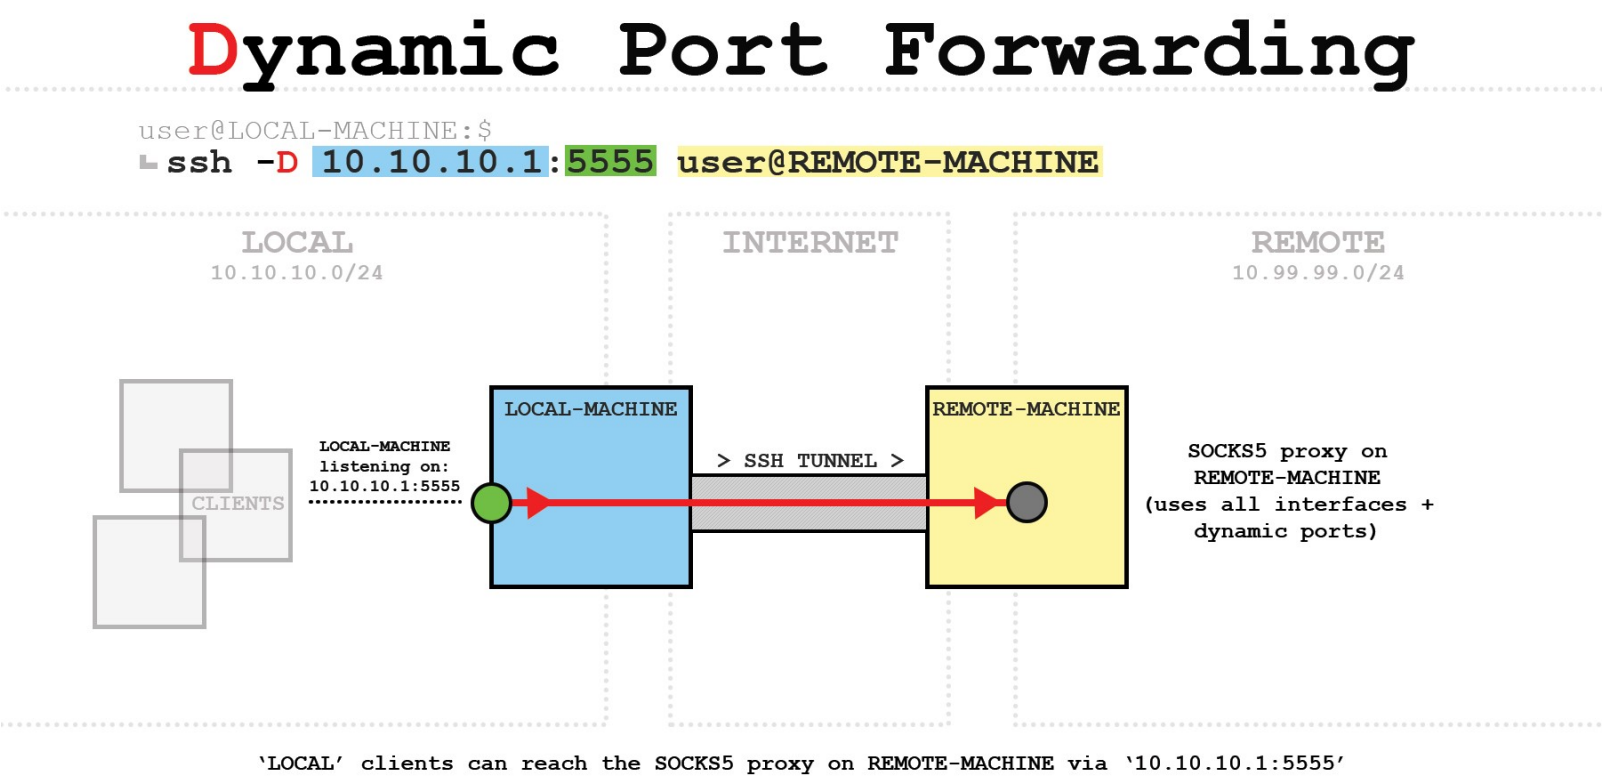 Dynamic Port Forwarding
user@LOCAL-MACHINE:$
ssh -D 10.10.10.1:5555 user@REMOTE-MACHINE
LOCAL
10.10.10.0/24
INTERNET
REMOTE
10.99.99.0/24
CLIENTS
LOCAL-MACHINE
listening on:
10.10.10.1:5555
LOCAL-MACHINE
> SSH TUNNEL >
REMOTE-MACHINE
SOCKS5 proxy on
REMOTE-MACHINE
(uses all interfaces +
dynamic ports)
‘LOCAL’ clients can reach the SOCKS5 proxy on REMOTE-MACHINE via ‘10.10.10.1:5555’